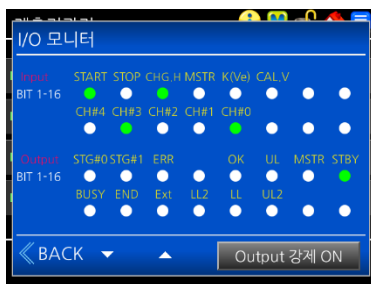 I/O 모니터
Input START STOP CHG.H MSTR K(Ve) CAL.V
BIT 1-16
CH#4 CH#3 CH#2 CH#1 CH#0
Output STG#0 STG#1 ERR OK UL MSTR STBY
BIT 1-16
BUSY END Ext LL2 LL UL2
BACK Output 강제 ON